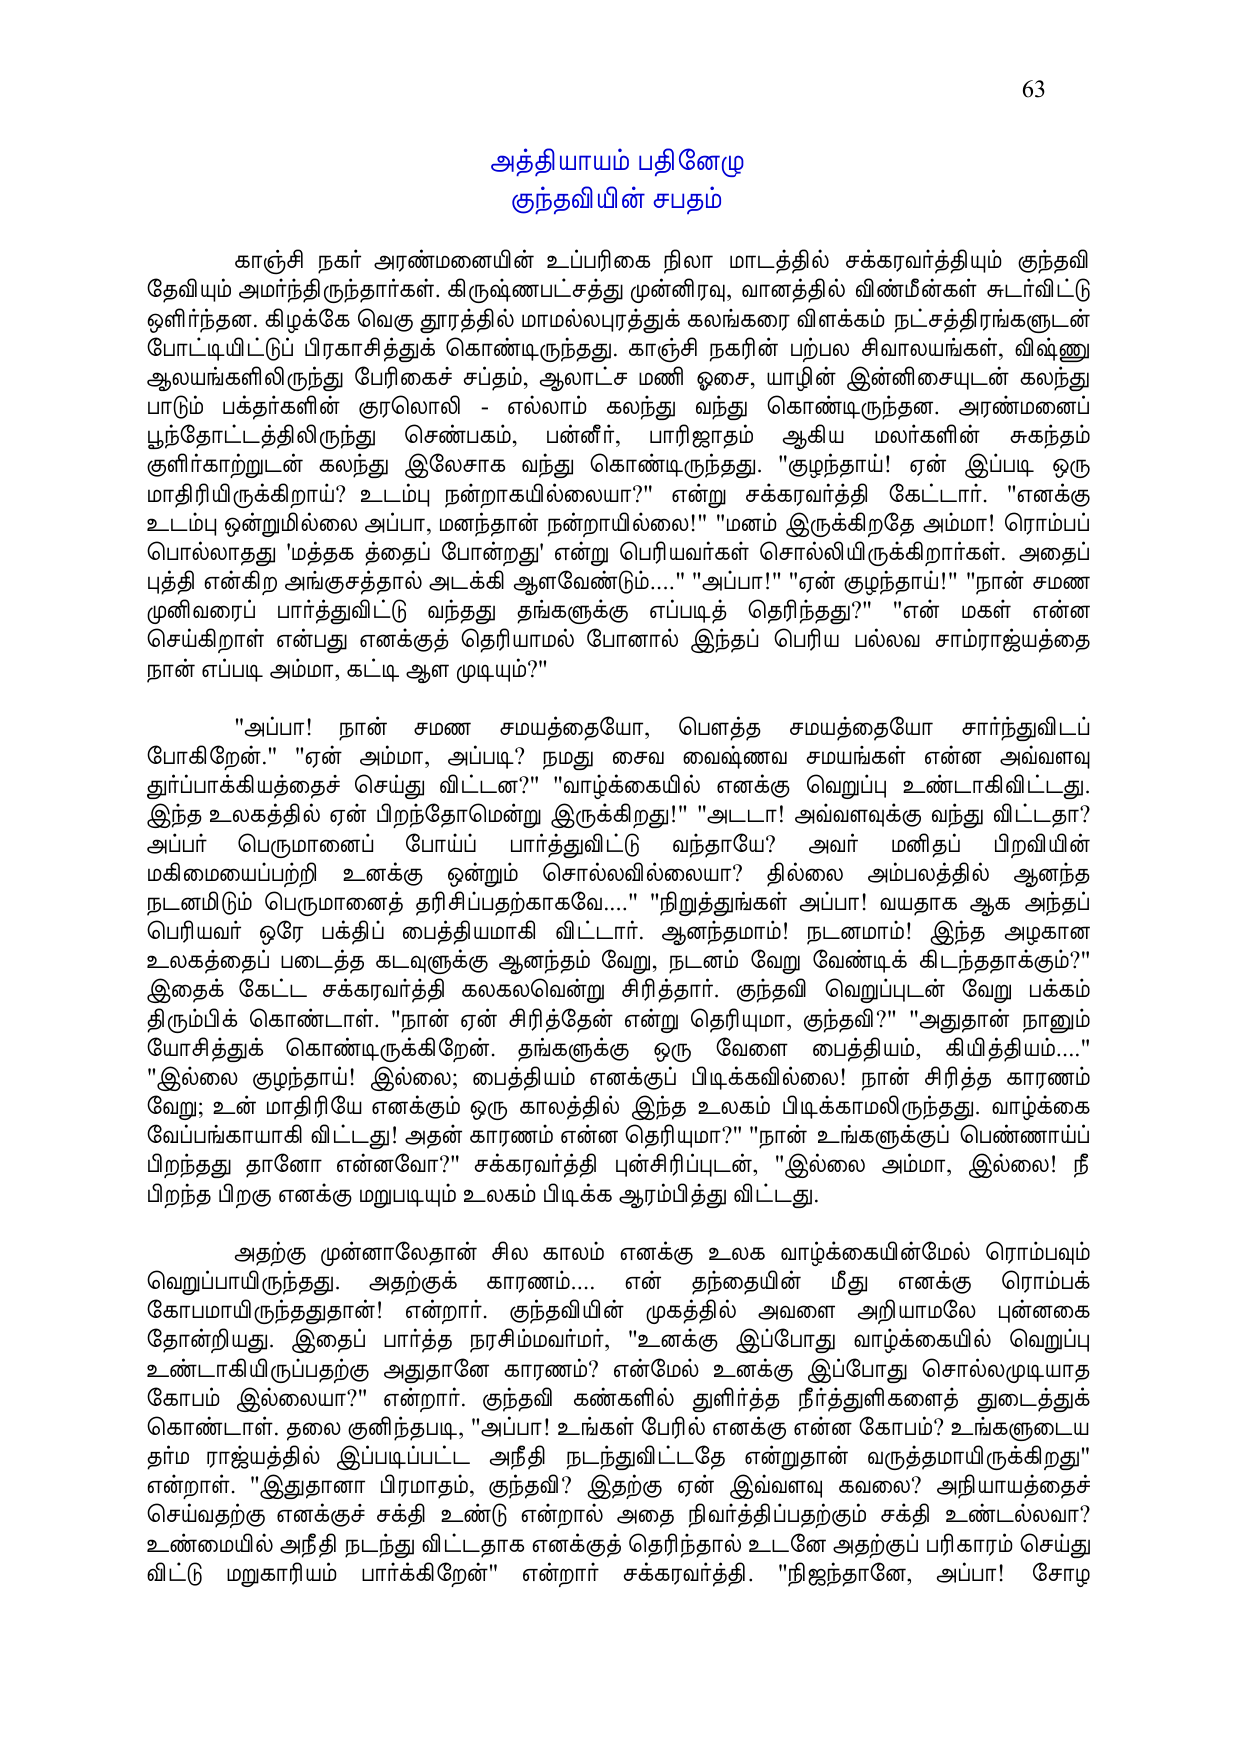 63
அத்தியாயம் பதினேழு
குந்தவியின் சபதம்
காஞ்சி நகர் அரண்மனையின் உப்பரிகை நிலா மாடத்தில் சக்கரவர்த்தியும் குந்தவி
தேவியும் அமர்ந்திருந்தார்கள். கிருஷ்ணபட்சத்து முன்னிரவு, வானத்தில் விண்மீன்கள் சுடர்விட்டு
ஒளிர்ந்தன. கிழக்கே வெகு தூரத்தில் மாமல்லபுரத்துக் கலங்கரை விளக்கம் நட்சத்திரங்களுடன்
போட்டியிட்டுப் பிரகாசித்துக் கொண்டிருந்தது. காஞ்சி நகரின் பற்பல சிவாலயங்கள், விஷ்ணு
ஆலயங்களிலிருந்து பேரிகைச் சப்தம், ஆலாட்ச மணி ஓசை, யாழின் இன்னிசையுடன் கலந்து
பாடும் பக்தர்களின் குரலொலி - எல்லாம் கலந்து வந்து கொண்டிருந்தன. அரண்மனைப்
பூந்தோட்டத்திலிருந்து செண்பகம், பன்னீர், பாரிஜாதம் ஆகிய மலர்களின் சுகந்தம்
குளிர்காற்றுடன் கலந்து இலேசாக வந்து கொண்டிருந்தது. "குழந்தாய்! ஏன் இப்படி ஒரு
மாதிரியிருக்கிறாய்? உடம்பு நன்றாகயில்லையா?" என்று சக்கரவர்த்தி கேட்டார். "எனக்கு
உடம்பு ஒன்றுமில்லை அப்பா, மனந்தான் நன்றாயில்லை!" "மனம் இருக்கிறதே அம்மா! ரொம்பப்
பொல்லாதது 'மத்தக த்தைப் போன்றது' என்று பெரியவர்கள் சொல்லியிருக்கிறார்கள். அதைப்
புத்தி என்கிற அங்குசத்தால் அடக்கி ஆளவேண்டும்...." "அப்பா!" "ஏன் குழந்தாய்!" "நான் சமண
முனிவரைப் பார்த்துவிட்டு வந்தது தங்களுக்கு எப்படித் தெரிந்தது?" "என் மகள் என்ன
செய்கிறாள் என்பது எனக்குத் தெரியாமல் போனால் இந்தப் பெரிய பல்லவ சாம்ராஜ்யத்தை
நான் எப்படி அம்மா, கட்டி ஆள முடியும்?"
"அப்பா! நான் சமண சமயத்தையோ, பௌத்த சமயத்தையோ சார்ந்துவிடப்
போகிறேன்." "ஏன் அம்மா, அப்படி? நமது சைவ வைஷ்ணவ சமயங்கள் என்ன அவ்வளவு
துர்ப்பாக்கியத்தைச் செய்து விட்டன?" "வாழ்க்கையில் எனக்கு வெறுப்பு உண்டாகிவிட்டது.
இந்த உலகத்தில் ஏன் பிறந்தோமென்று இருக்கிறது!" "அடடா! அவ்வளவுக்கு வந்து விட்டதா?
அப்பர் பெருமானைப் போய்ப் பார்த்துவிட்டு வந்தாயே? அவர் மனிதப் பிறவியின்
மகிமையைப்பற்றி உனக்கு ஒன்றும் சொல்லவில்லையா? தில்லை அம்பலத்தில் ஆனந்த
நடனமிடும் பெருமானைத் தரிசிப்பதற்காகவே...." "நிறுத்துங்கள் அப்பா! வயதாக ஆக அந்தப்
பெரியவர் ஒரே பக்திப் பைத்தியமாகி விட்டார். ஆனந்தமாம்! நடனமாம்! இந்த அழகான
உலகத்தைப் படைத்த கடவுளுக்கு ஆனந்தம் வேறு, நடனம் வேறு வேண்டிக் கிடந்ததாக்கும்?"
இதைக் கேட்ட சக்கரவர்த்தி கலகலவென்று சிரித்தார். குந்தவி வெறுப்புடன் வேறு பக்கம்
திரும்பிக் கொண்டாள். "நான் ஏன் சிரித்தேன் என்று தெரியுமா, குந்தவி?" "அதுதான் நானும்
யோசித்துக் கொண்டிருக்கிறேன். தங்களுக்கு ஒரு வேளை பைத்தியம், கியித்தியம்...."
"இல்லை குழந்தாய்! இல்லை; பைத்தியம் எனக்குப் பிடிக்கவில்லை! நான் சிரித்த காரணம்
வேறு; உன் மாதிரியே எனக்கும் ஒரு காலத்தில் இந்த உலகம் பிடிக்காமலிருந்தது. வாழ்க்கை
வேப்பங்காயாகி விட்டது! அதன் காரணம் என்ன தெரியுமா?" "நான் உங்களுக்குப் பெண்ணாய்ப்
பிறந்தது தானோ என்னவோ?" சக்கரவர்த்தி புன்சிரிப்புடன், "இல்லை அம்மா, இல்லை! நீ
பிறந்த பிறகு எனக்கு மறுபடியும் உலகம் பிடிக்க ஆரம்பித்து விட்டது.
அதற்கு முன்னாலேதான் சில காலம் எனக்கு உலக வாழ்க்கையின்மேல் ரொம்பவும்
வெறுப்பாயிருந்தது. அதற்குக் காரணம்.... என் தந்தையின் மீது எனக்கு ரொம்பக்
கோபமாயிருந்ததுதான்! என்றார். குந்தவியின் முகத்தில் அவளை அறியாமலே புன்னகை
தோன்றியது. இதைப் பார்த்த நரசிம்மவர்மர், "உனக்கு இப்போது வாழ்க்கையில் வெறுப்பு
உண்டாகியிருப்பதற்கு அதுதானே காரணம்? என்மேல் உனக்கு இப்போது சொல்லமுடியாத
கோபம் இல்லையா?" என்றார். குந்தவி கண்களில் துளிர்த்த நீர்த்துளிகளைத் துடைத்துக்
கொண்டாள். தலை குனிந்தபடி, "அப்பா! உங்கள் பேரில் எனக்கு என்ன கோபம்? உங்களுடைய
தர்ம ராஜ்யத்தில் இப்படிப்பட்ட அநீதி நடந்துவிட்டதே என்றுதான் வருத்தமாயிருக்கிறது"
என்றாள். "இதுதானா பிரமாதம், குந்தவி? இதற்கு ஏன் இவ்வளவு கவலை? அநியாயத்தைச்
செய்வதற்கு எனக்குச் சக்தி உண்டு என்றால் அதை நிவர்த்திப்பதற்கும் சக்தி உண்டல்லவா?
உண்மையில் அநீதி நடந்து விட்டதாக எனக்குத் தெரிந்தால் உடனே அதற்குப் பரிகாரம் செய்து
விட்டு மறுகாரியம் பார்க்கிறேன்" என்றார் சக்கரவர்த்தி. "நிஜந்தானே, அப்பா! சோழ